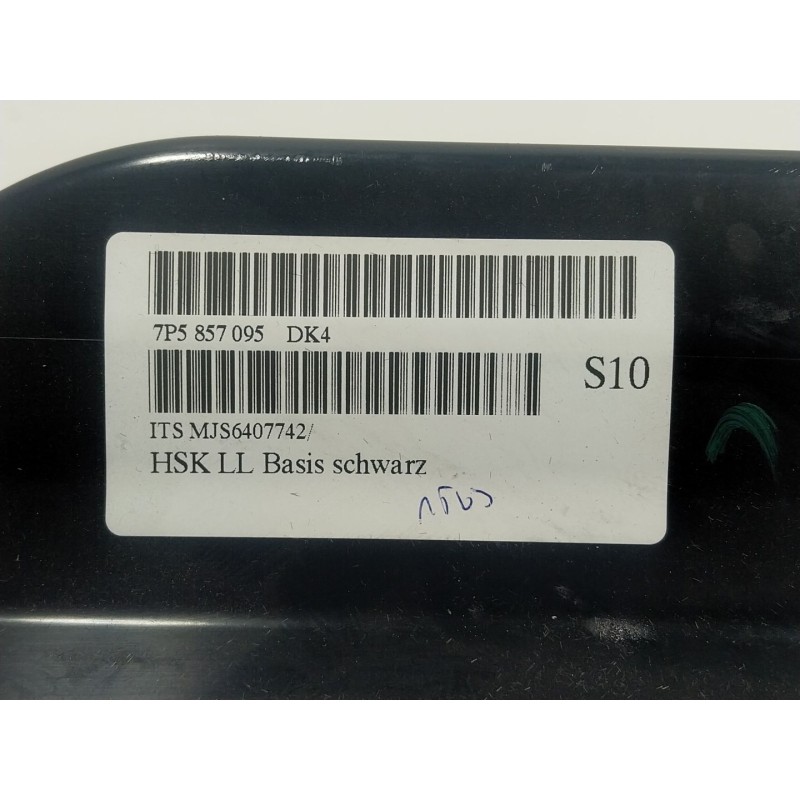 7P5 857 095 DK4
S10
ITS MJS6407742/
HSK LL Basis schwarz